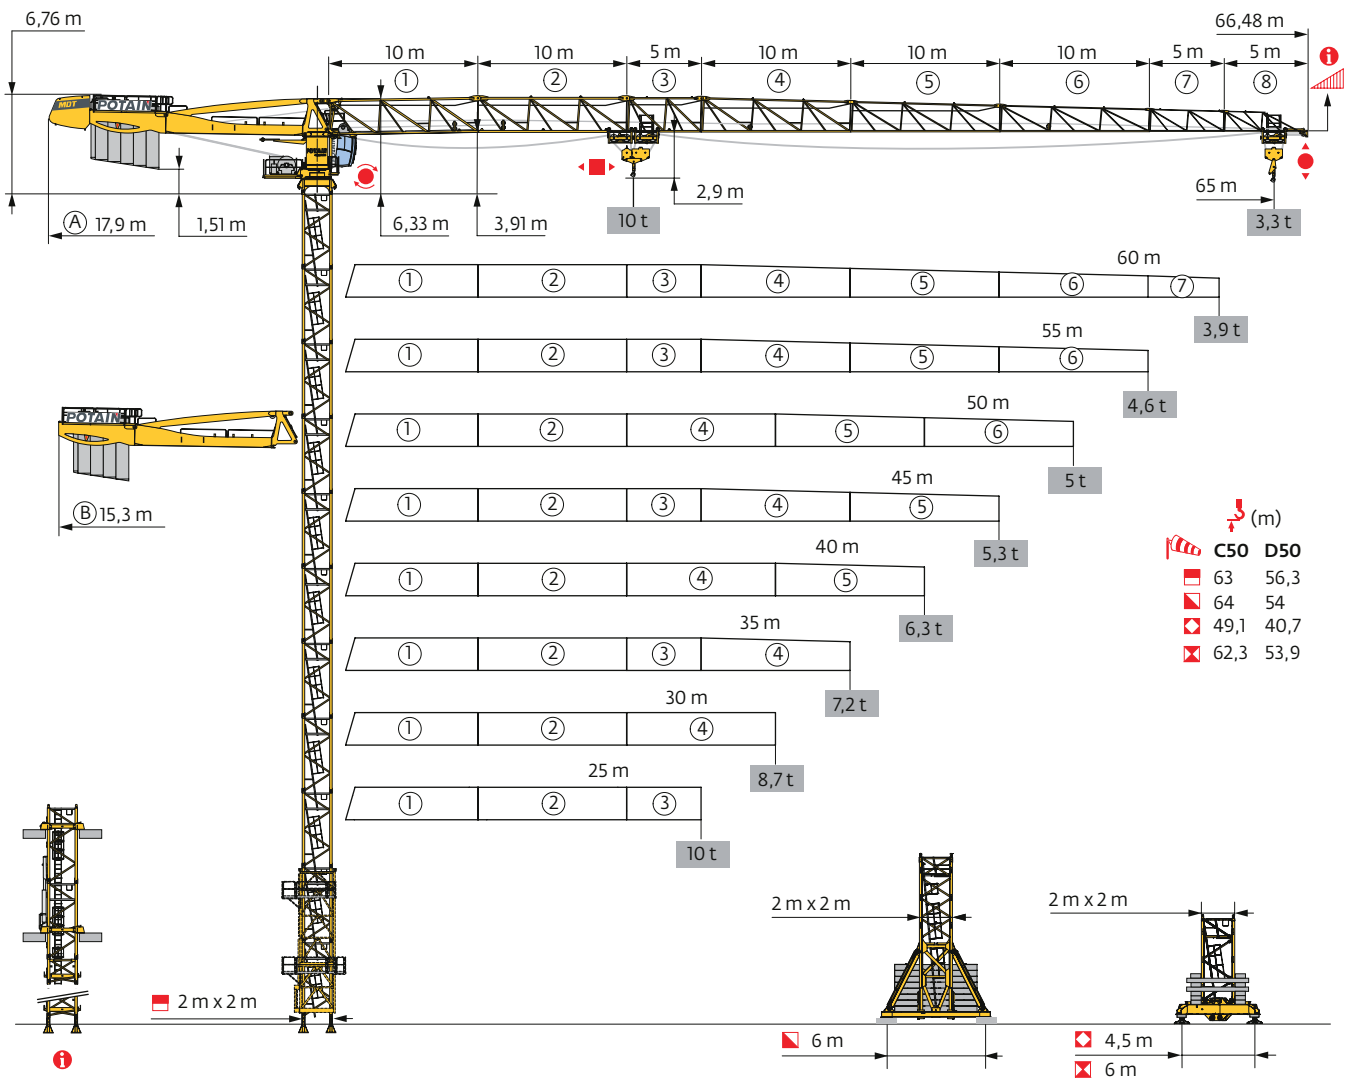 6,76 m
66,48 m
10 m 10 m 5 m 10 m 10 m 10 m 5 m 5 m
1 2 3 4 5 6 7 8
i
MDT POTAIN
POTAIN
2,9 m
65 m
10 t
3,3 t
A 17,9 m
1,51 m
6,33 m
3,91 m
60 m
1 2 3 4 5 6 7
3,9 t
55 m
1 2 3 4 5 6
4,6 t
50 m
POTAIN
1 2 4 5 6
5 t
45 m
1 2 3 4 5
B 15,3 m
5,3 t
(m)
C50 D50
63 56,3
64 54
49,1 40,7
62,3 53,9
40 m
1 2 4 5
6,3 t
35 m
1 2 3 4
7,2 t
30 m
1 2 4
8,7 t
25 m
1 2 3
10 t
2 m x 2 m
2 m x 2 m
2 m x 2 m
6 m
4,5 m
6 m
i